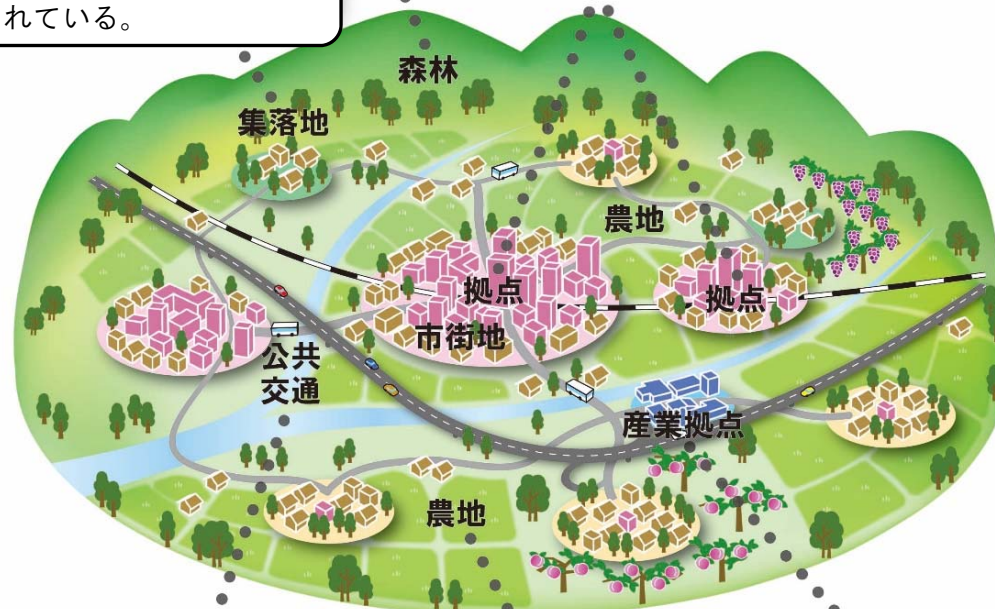 れている。
森林
集落地
農地
拠点
拠点
市街地
公共
交通
産業拠点
農地